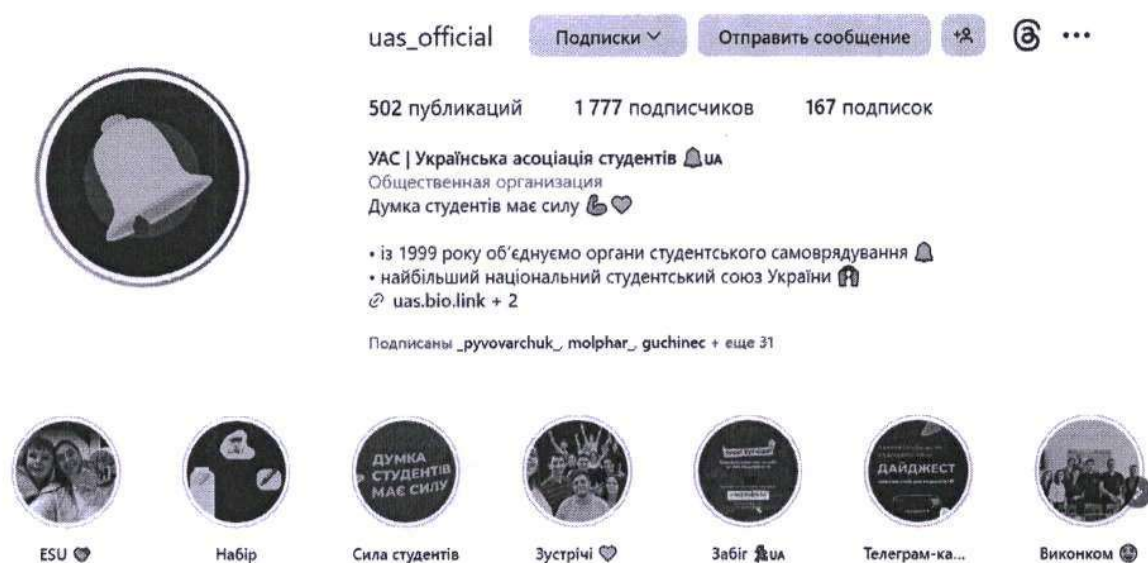 uas_official Подписки Отправить сообщение
502 публикаций 1 777 подписчиков 167 подписок
УАС | Українська асоціація студентів 🔔UA
Общественная организация
Думка студентів має силу 💪🤍
• із 1999 року об’єднуємо органи студентського самоврядування 🔔
• найбільший національний студентський союз України
uas.bio.link + 2
Подписаны _pyvovarchuk_, molphar_, guchinec + еще 31
ДУМКА
СТУДЕНТІВ
МАЄ СИЛУ
ДАЙДЖЕСТ
ESU Набір Сила студентів Зустрічі 🤍 Забіг UA Телеграм-ка... Виконком